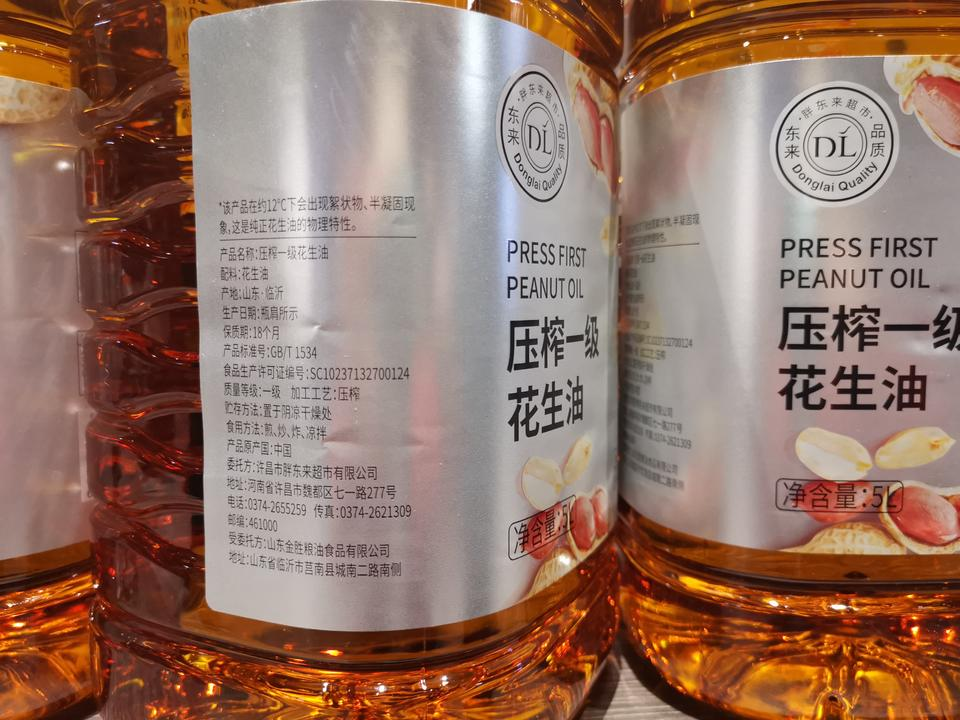 *该产品在约12℃下会出现絮状物、半凝固现
象,这是纯正花生油的物理特性。
产品名称:压榨一级花生油
配料:花生油
产地:山东·临沂
生产日期:瓶肩所示
保质期:18个月
产品标准号:GB/T 1534
食品生产许可证编号:SC10237132700124
质量等级:一级 加工工艺:压榨
贮存方法:置于阴凉干燥处
食用方法:煎、炒、炸、凉拌
产品原产国:中国
委托方:许昌市胖东来超市有限公司
地址:河南省许昌市魏都区七一路277号
电话:0374-2655259 传真:0374-2621309
邮编:461000
受委托方:山东金胜粮油食品有限公司
地址:山东省临沂市莒南县城南二路南侧
·胖东来超市·
东来 DL 品质
Donglai Quality
PRESS FIRST
PEANUT OIL
压榨一级
花生油
净含量:5L
·胖东来超市·
东来 DL 品质
Donglai Quality
PRESS FIRST
PEANUT OIL
压榨一级
花生油
净含量:5L